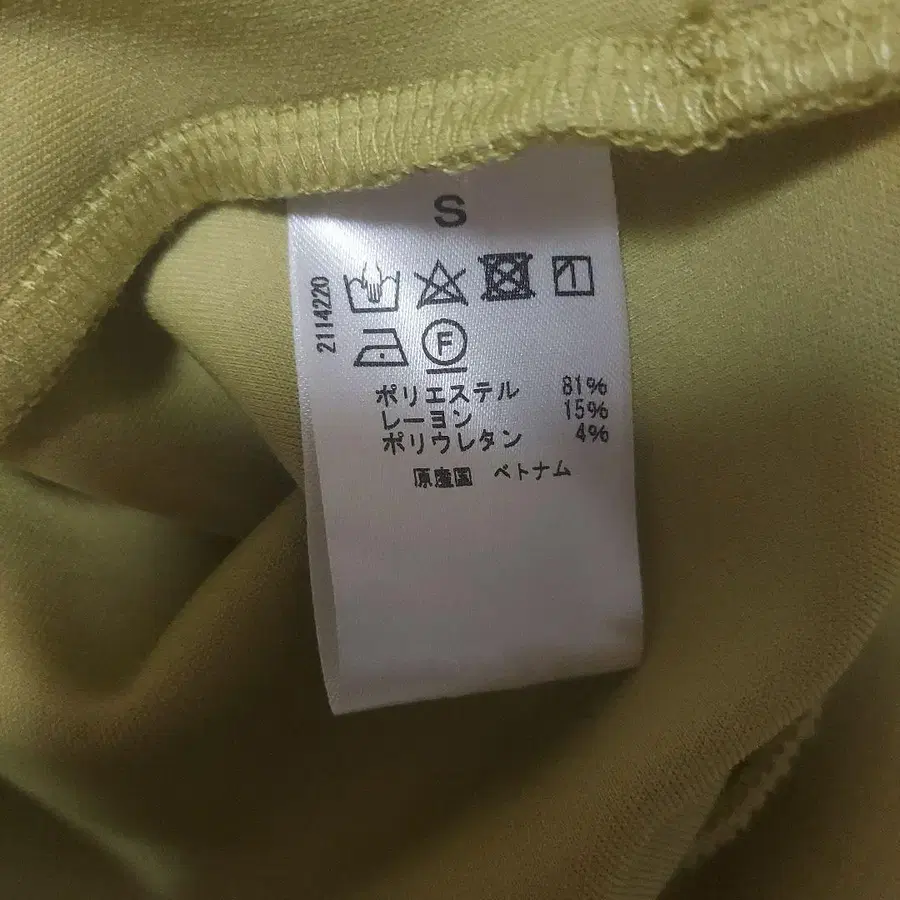 S
2114220
F
ポリエステル 81%
レーヨン 15%
ポリウレタン 4%
原産国 ベトナム